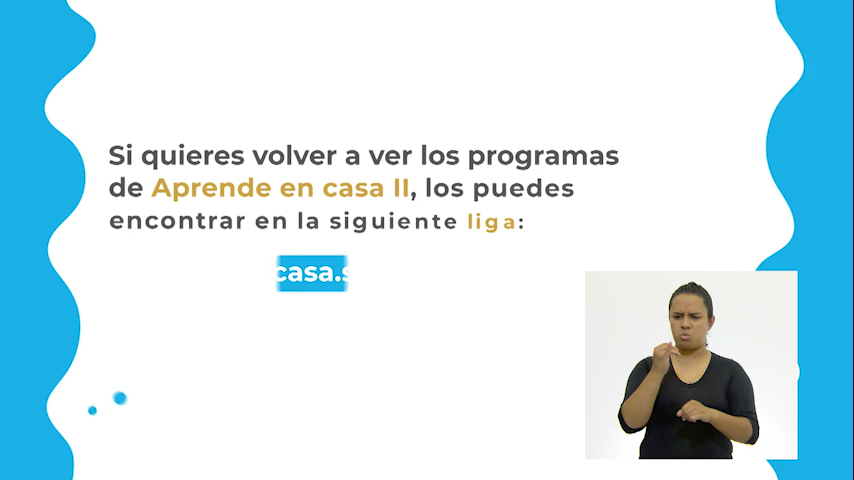 Si quieres volver a ver los programas
de Aprende en casa II, los puedes
encontrar en la siguiente liga:
casa.s